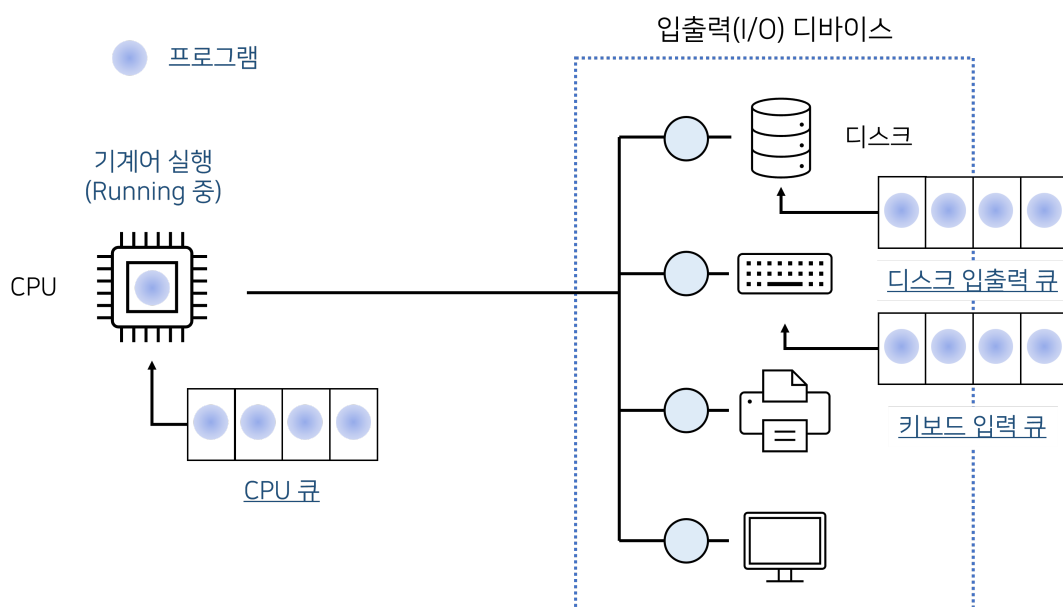 입출력(I/O) 디바이스
프로그램
디스크
기계어 실행
(Running 중)
CPU
디스크 입출력 큐
키보드 입력 큐
CPU 큐